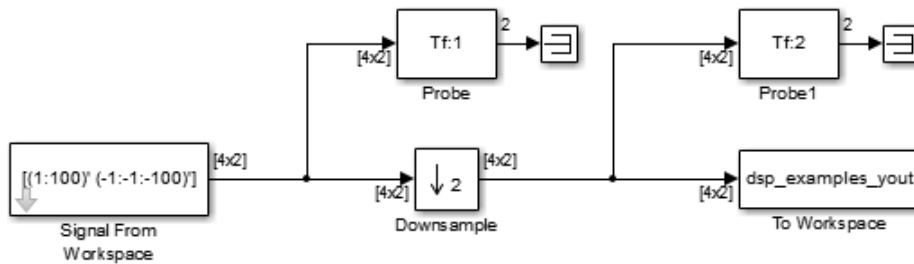 Tf:1
2
[4x2]
Probe
Tf:2
2
[4x2]
Probe1
[(1:100)' (-1:-1:-100)']
[4x2]
Signal From
Workspace
[4x2]
2
[4x2]
Downsample
[4x2]
dsp_examples_yout
To Workspace